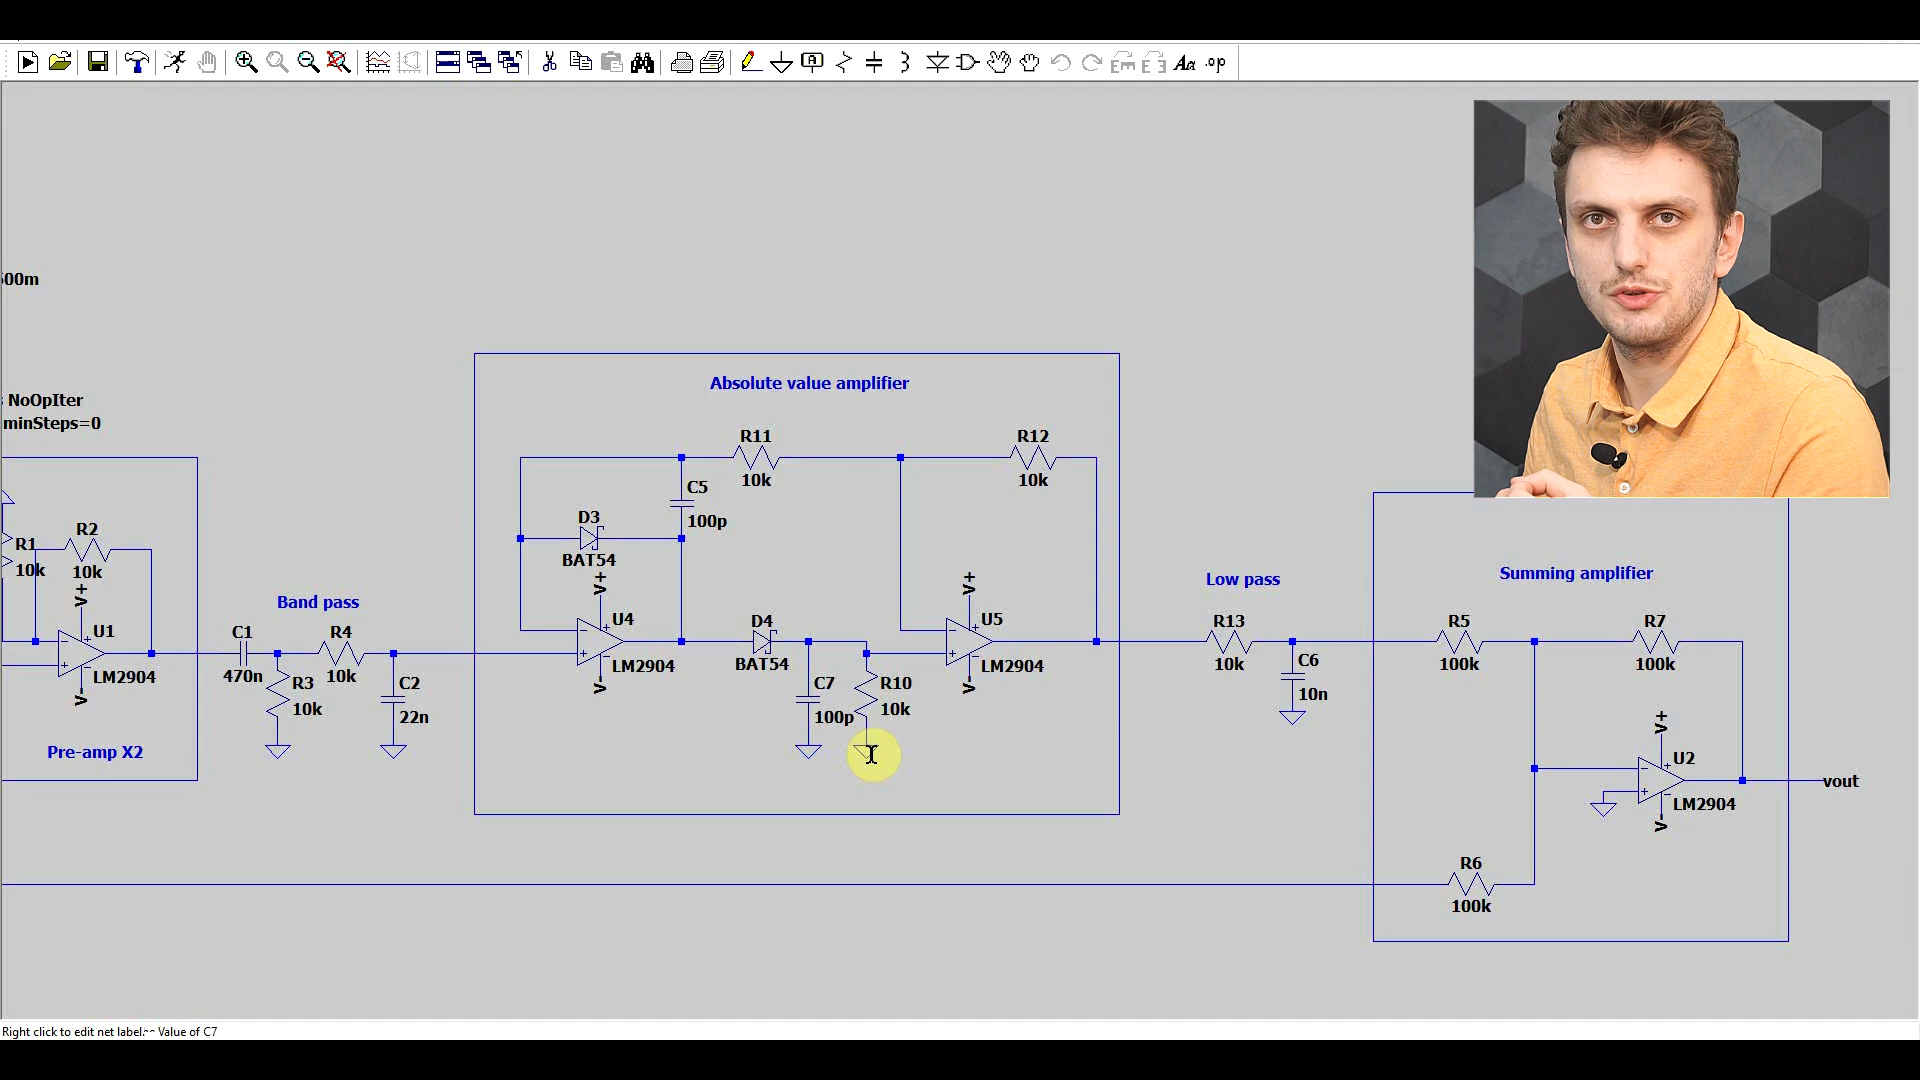 A
Aa .op
500m
NoOpIter
minSteps=0
Absolute value amplifier
R11
10k
R12
10k
C5
100p
D3
BAT54
V+
U4
LM2904
V-
D4
BAT54
C7
100p
R10
10k
V+
U5
LM2904
V-
R1
10k
R2
10k
V+
U1
LM2904
V-
Pre-amp X2
Band pass
C1
470n
R3
10k
R4
10k
C2
22n
Low pass
R13
10k
C6
10n
Summing amplifier
R5
100k
R7
100k
V+
U2
LM2904
V-
vout
R6
100k
Right click to edit net label.-- Value of C7